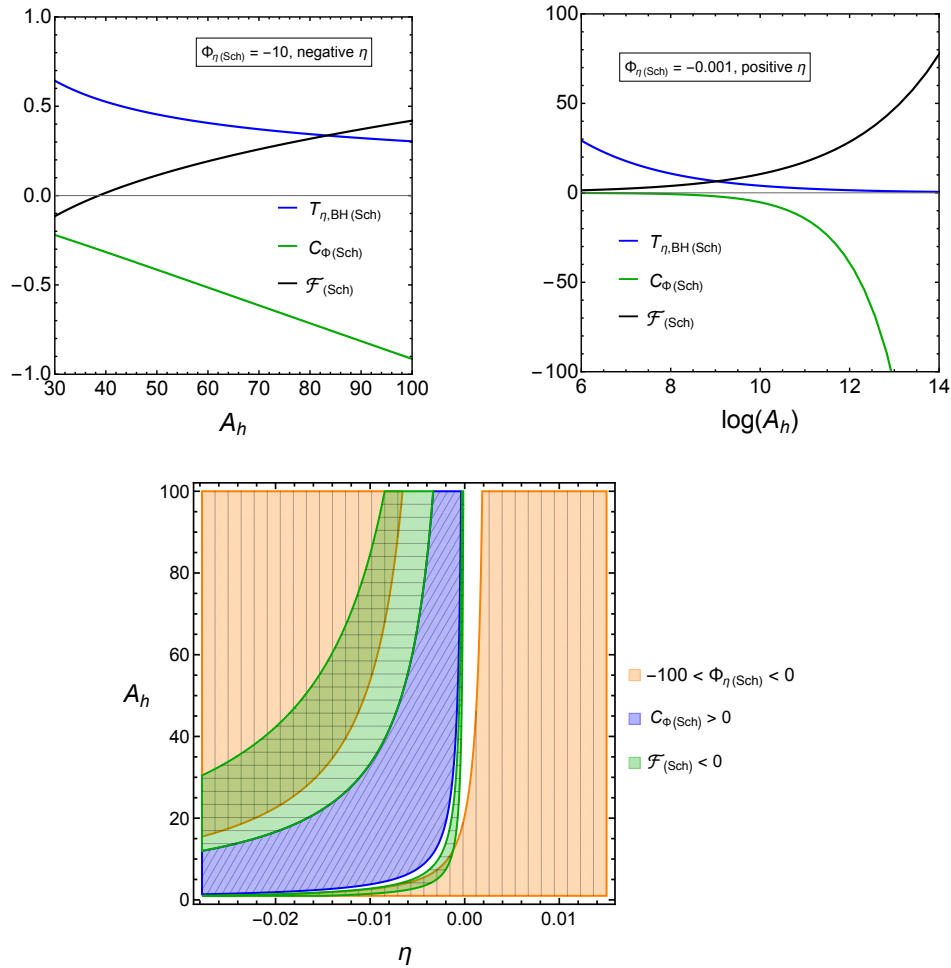 1.0
0.5
0.0
−0.5
−1.0
Φη(Sch) = −10, negative η
Tη,BH(Sch)
CΦ(Sch)
ℱ(Sch)
30 40 50 60 70 80 90 100
Ah
100
50
0
−50
−100
Φη(Sch) = −0.001, positive η
Tη,BH(Sch)
CΦ(Sch)
ℱ(Sch)
6 8 10 12 14
log(Ah)
100
80
60
40
20
0
Ah
−0.02 −0.01 0.00 0.01
η
−100 < Φη(Sch) < 0
CΦ(Sch) > 0
ℱ(Sch) < 0